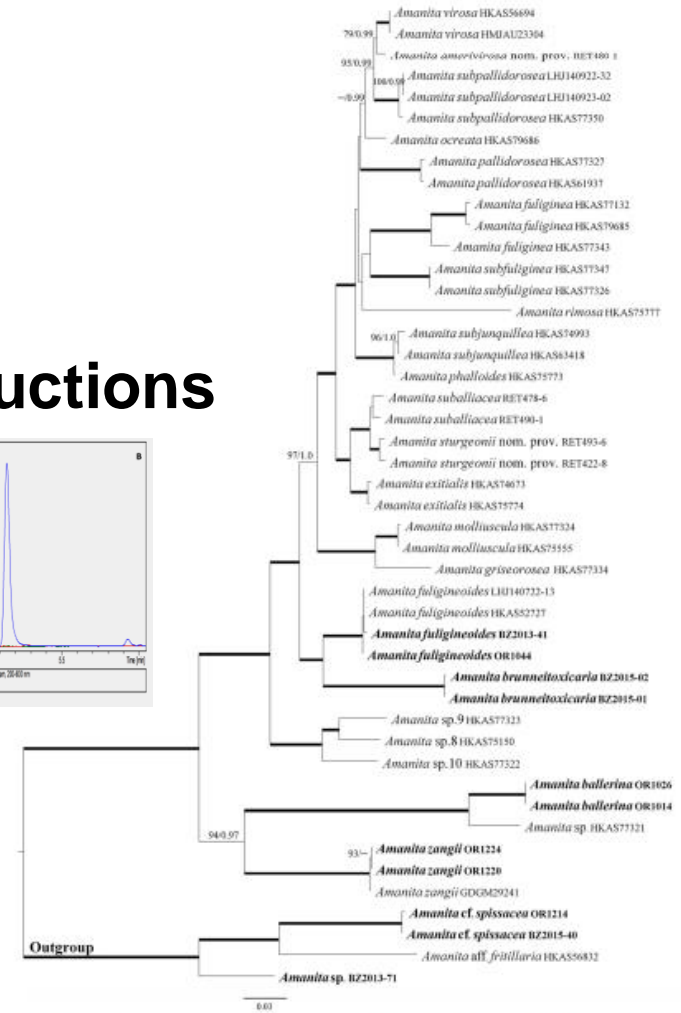 Amanita virosa HKAS56694
79/0.99
Amanita virosa HMJAU23304
Amanita amerivirosa nom. prov. RET480-1
95/0.99
Amanita subpallidorosea LHJ140922-32
100/0.99
--/0.99
Amanita subpallidorosea LHJ140923-02
Amanita subpallidorosea HKAS77350
Amanita ocreata HKAS79686
Amanita pallidorosea HKAS77327
Amanita pallidorosea HKAS61937
Amanita fuliginea HKAS77132
Amanita fuliginea HKAS79685
Amanita fuliginea HKAS77343
Amanita subfuliginea HKAS77347
Amanita subfuliginea HKAS77326
Amanita rimosa HKAS75777
96/1.0
Amanita subjunquillea HKAS74993
Amanita subjunquillea HKAS63418
Amanita phalloides HKAS75773
uctions
Amanita suballiacea RET478-6
Amanita suballiacea RET490-1
Amanita sturgeonii nom. prov. RET493-6
97/1.0
B
Amanita sturgeonii nom. prov. RET422-8
Amanita exitialis HKAS74673
Amanita exitialis HKAS75774
Amanita molliuscula HKAS77324
Amanita molliuscula HKAS75555
Amanita griseorosea HKAS77334
Amanita fuligineoides LHJ140722-13
Amanita fuligineoides HKAS52727
Amanita fuligineoides BZ2013-41
Amanita fuligineoides OR1044
5.5
Amanita brunneitoxicaria BZ2015-02
Amanita brunneitoxicaria BZ2015-01
Amanita sp.9 HKAS77323
Amanita sp.8 HKAS75150
Amanita sp.10 HKAS77322
Amanita ballerina OR1026
Amanita ballerina OR1014
Amanita sp. HKAS77321
94/0.97
93/--
Amanita zangii OR1224
Amanita zangii OR1220
Amanita zangii GDGM29241
Amanita cf. spissacea OR1214
Amanita cf. spissacea BZ2015-40
Outgroup
Amanita aff. fritillaria HKAS56832
Amanita sp. BZ2013-71
0.03